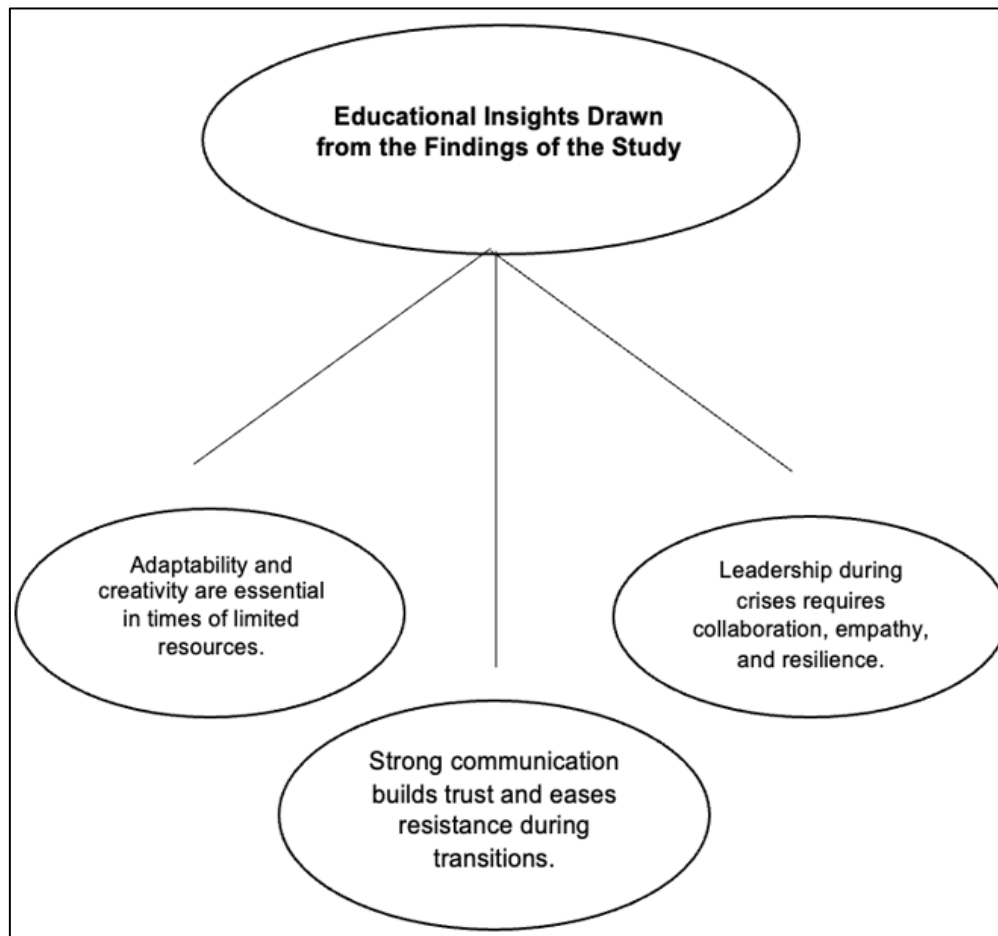 Educational Insights Drawn
from the Findings of the Study
Adaptability and
creativity are essential
in times of limited
resources.
Strong communication
builds trust and eases
resistance during
transitions.
Leadership during
crises requires
collaboration, empathy,
and resilience.